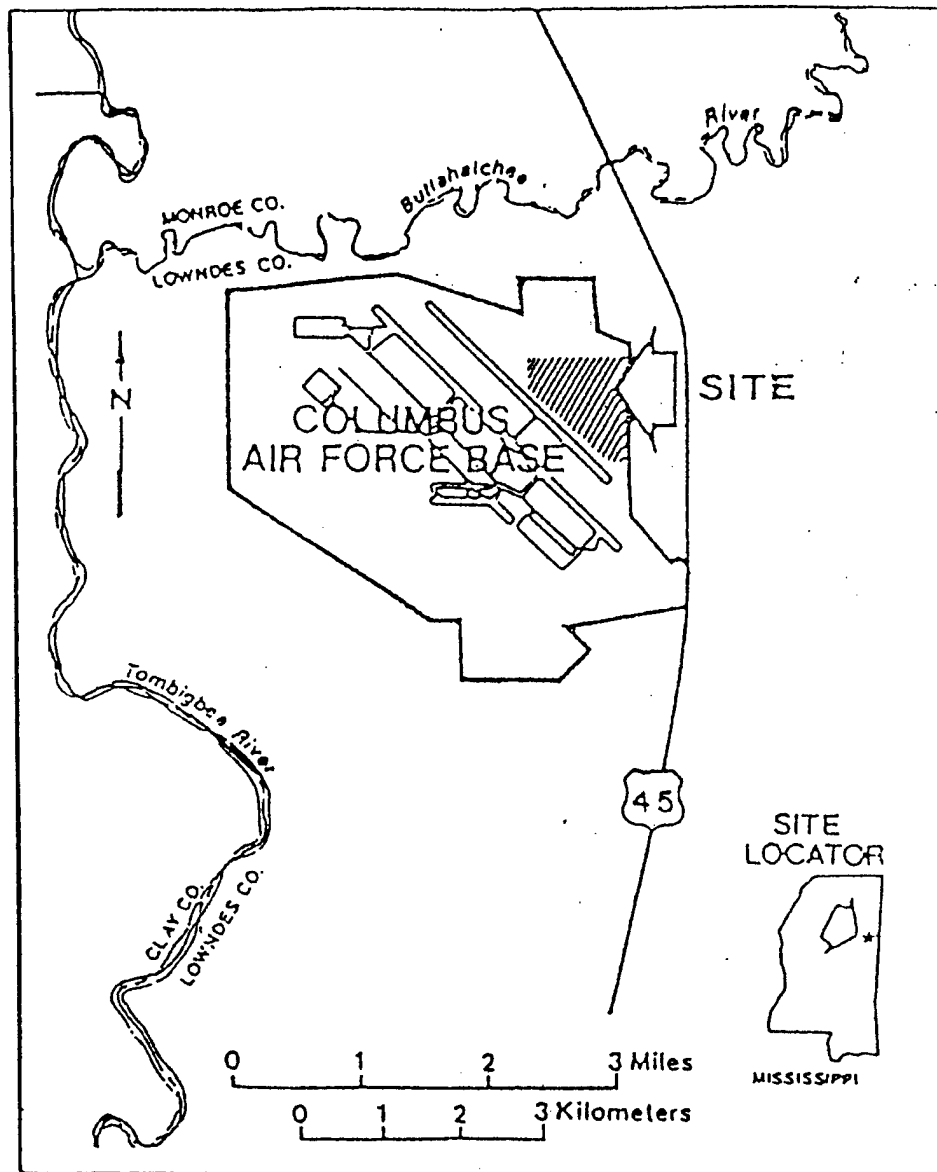 River
Buttahatchee
MONROE CO.
LOWNDES CO.
N
SITE
COLUMBUS
AIR FORCE BASE
Tombigbee River
45
SITE
LOCATOR
CLAY CO.
LOWNDES CO.
MISSISSIPPI
0 1 2 3 Miles
0 1 2 3 Kilometers